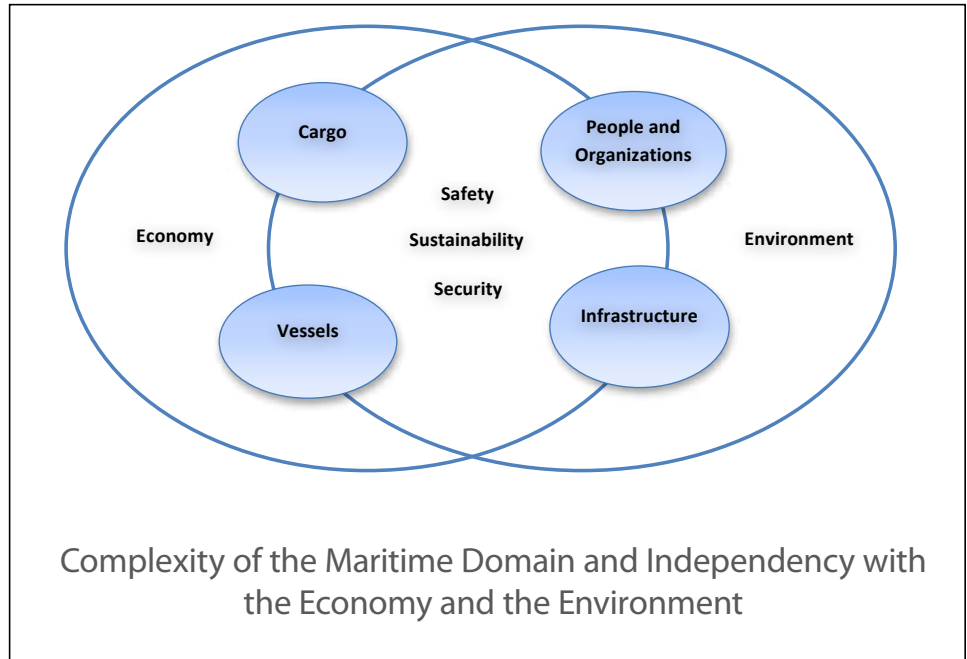 Cargo
People and
Organizations
Safety
Economy
Sustainability
Environment
Security
Vessels
Infrastructure
Complexity of the Maritime Domain and Independency with
the Economy and the Environment